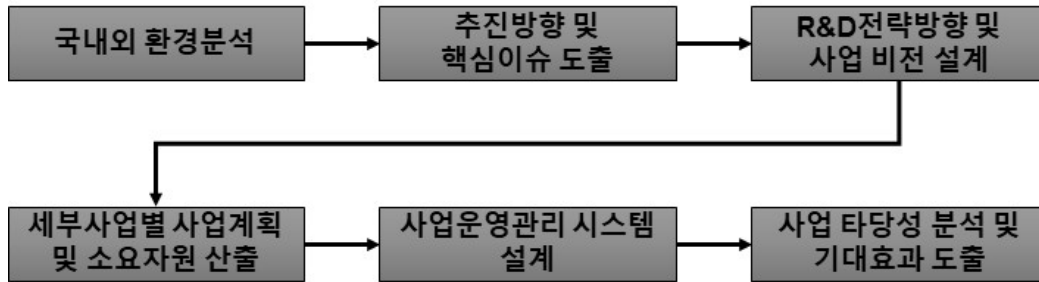 국내외 환경분석
추진방향 및
핵심이슈 도출
R&D전략방향 및
사업 비전 설계
세부사업별 사업계획
및 소요자원 산출
사업운영관리 시스템
설계
사업 타당성 분석 및
기대효과 도출